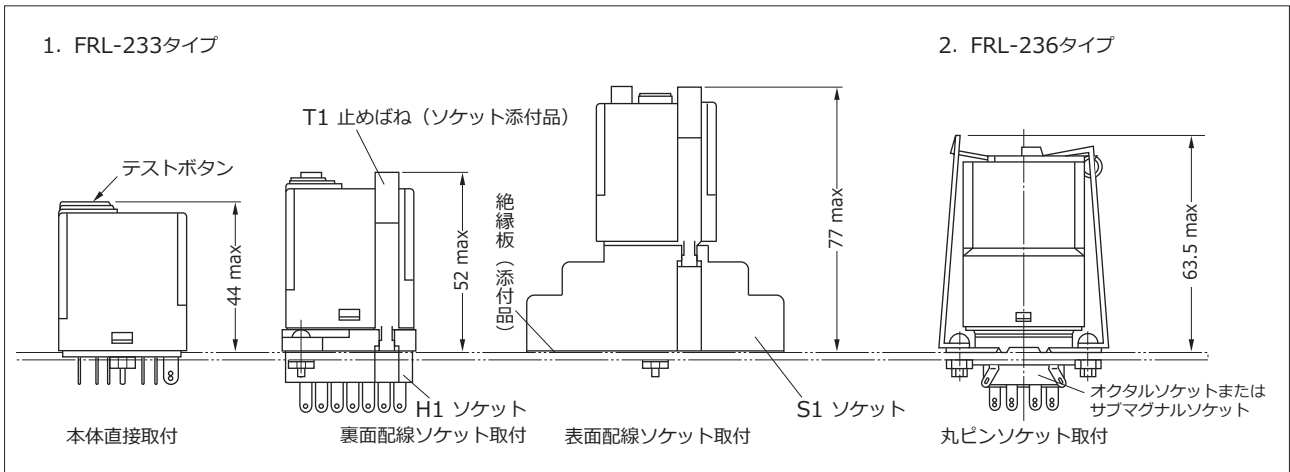 1. FRL-233タイプ
2. FRL-236タイプ
T1 止めばね（ソケット添付品）
テストボタン
絶縁板（添付品）
44 max
52 max
77 max
63.5 max
H1 ソケット
S1 ソケット
オクタルソケットまたは
サブマグナルソケット
本体直接取付
裏面配線ソケット取付
表面配線ソケット取付
丸ピンソケット取付